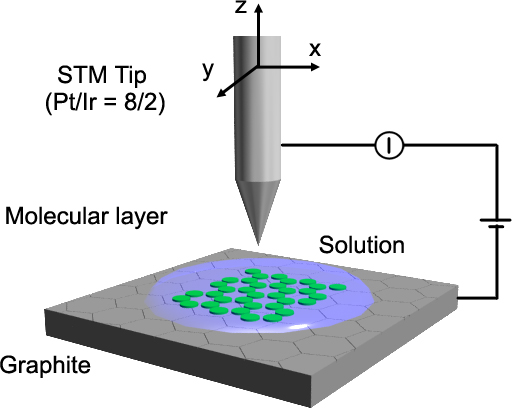 z
x
y
STM Tip
(Pt/Ir = 8/2)
I
Molecular layer
Solution
Graphite